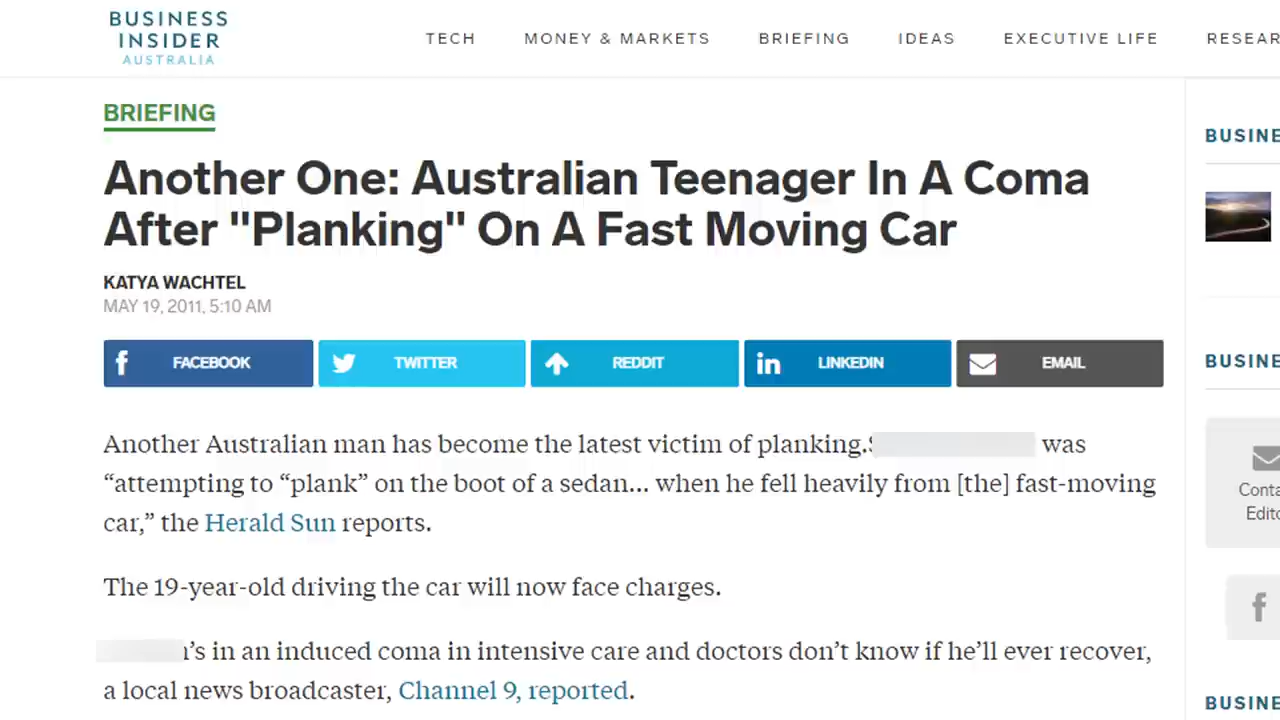 BUSINESS
INSIDER
AUSTRALIA
TECH MONEY & MARKETS BRIEFING IDEAS EXECUTIVE LIFE
BRIEFING
Another One: Australian Teenager In A Coma
After "Planking" On A Fast Moving Car
KATYA WACHTEL
MAY 19, 2011, 5:10 AM
FACEBOOK TWITTER REDDIT LINKEDIN EMAIL
Another Australian man has become the latest victim of planking. was
“attempting to “plank” on the boot of a sedan... when he fell heavily from [the] fast-moving
car,” the Herald Sun reports.
The 19-year-old driving the car will now face charges.
’s in an induced coma in intensive care and doctors don’t know if he’ll ever recover,
a local news broadcaster, Channel 9, reported.